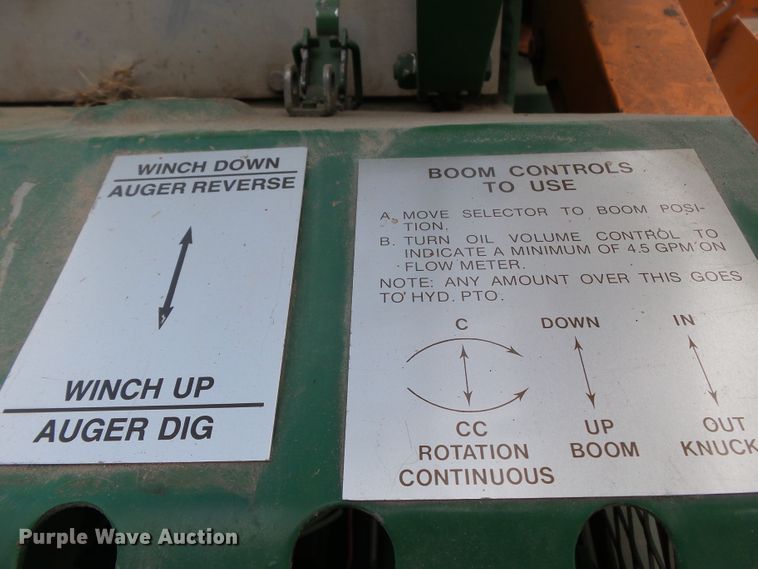 WINCH DOWN
AUGER REVERSE
WINCH UP
AUGER DIG
BOOM CONTROLS
TO USE
A. MOVE SELECTOR TO BOOM POSI-
TION.
B. TURN OIL VOLUME CONTROL TO
INDICATE A MINIMUM OF 4.5 GPM ON
FLOW METER.
NOTE: ANY AMOUNT OVER THIS GOES
TO HYD. PTO.
C DOWN IN
CC UP OUT
ROTATION BOOM KNUCK
CONTINUOUS
Purple Wave Auction